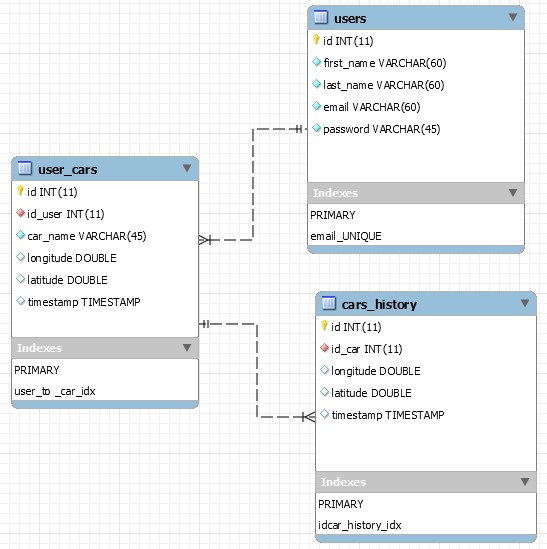 users
id INT(11)
first_name VARCHAR(60)
last_name VARCHAR(60)
email VARCHAR(60)
password VARCHAR(45)
Indexes
PRIMARY
email_UNIQUE
user_cars
id INT(11)
id_user INT(11)
car_name VARCHAR(45)
longitude DOUBLE
latitude DOUBLE
timestamp TIMESTAMP
Indexes
PRIMARY
user_to _car_idx
cars_history
id INT(11)
id_car INT(11)
longitude DOUBLE
latitude DOUBLE
timestamp TIMESTAMP
Indexes
PRIMARY
idcar_history_idx